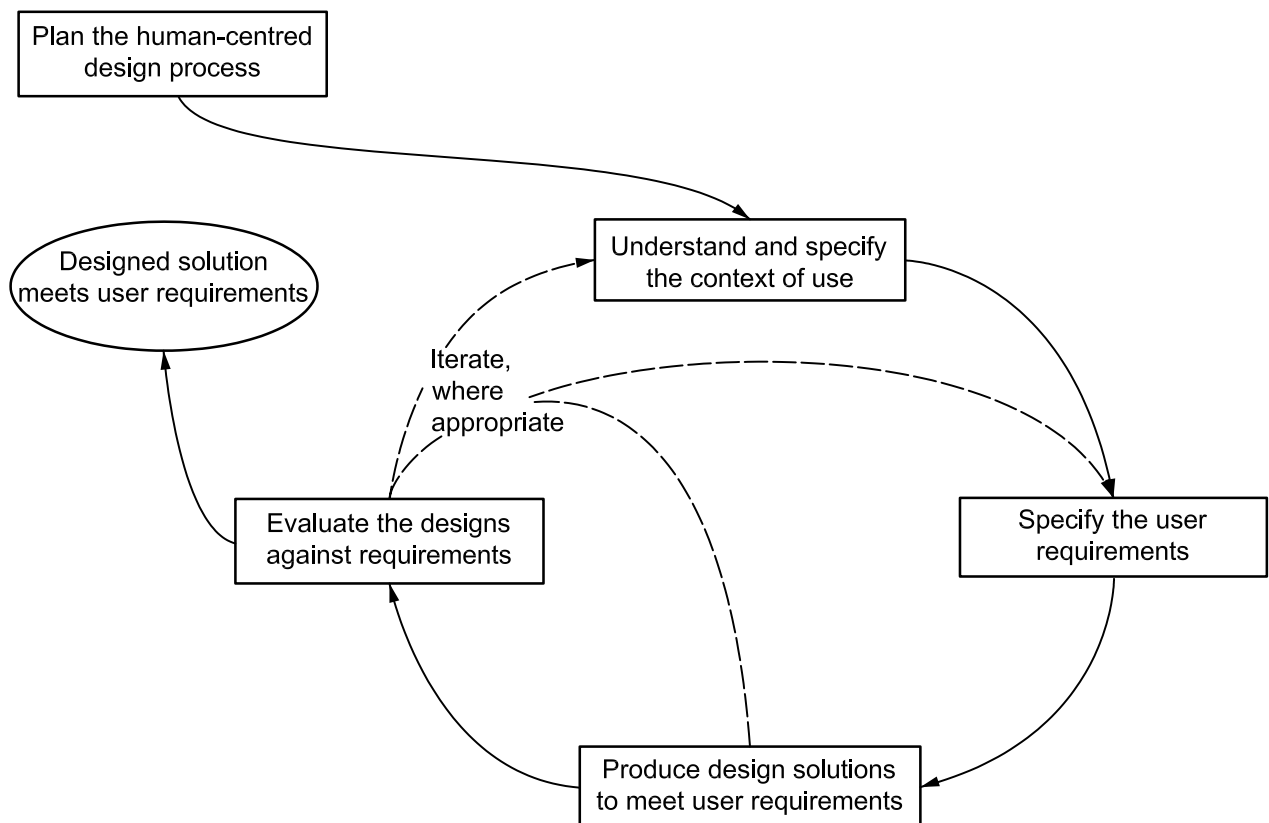 Plan the human-centred
design process
Understand and specify
the context of use
Designed solution
meets user requirements
Iterate,
where
appropriate
Evaluate the designs
against requirements
Specify the user
requirements
Produce design solutions
to meet user requirements